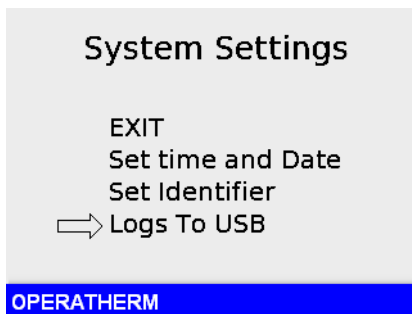 System Settings
EXIT
Set time and Date
Set Identifier
Logs To USB
OPERATHERM